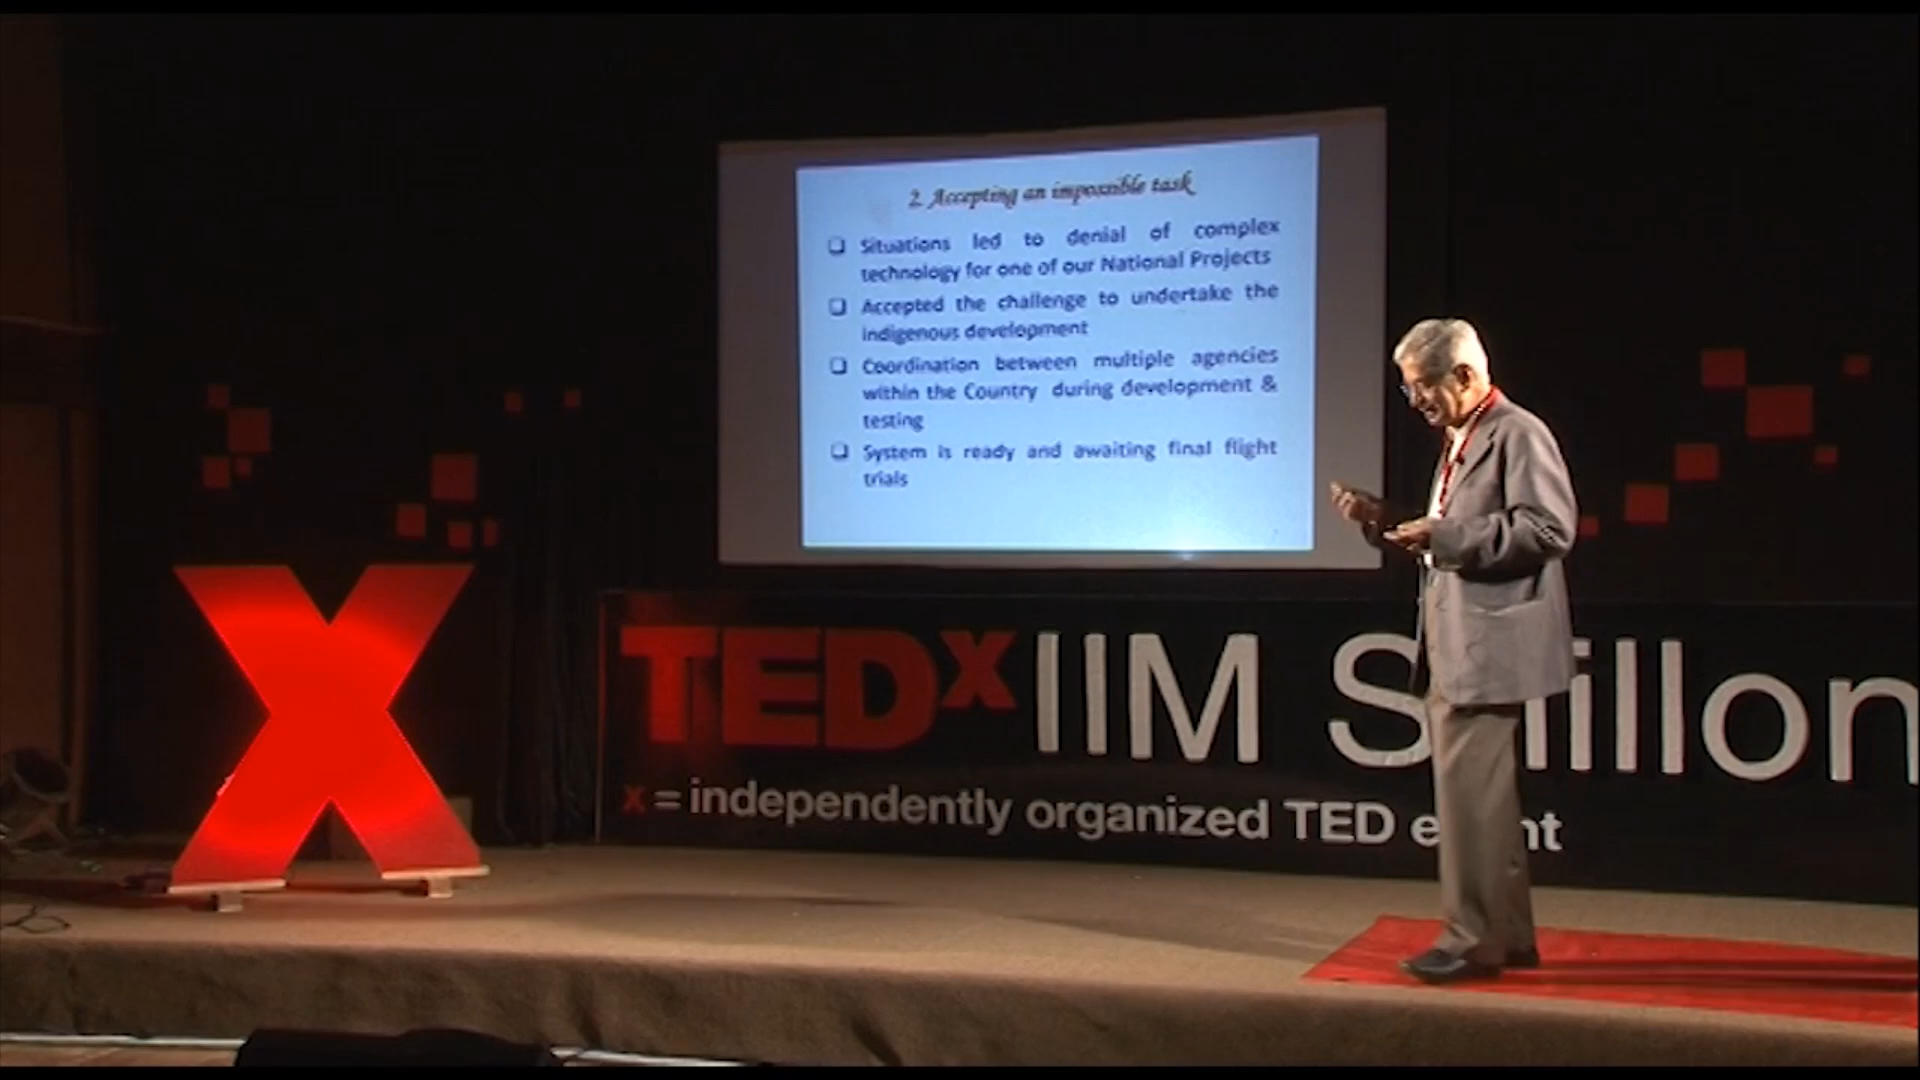 2. Accepting an impossible task
Situations led to denial of complex
technology for one of our National Projects
Accepted the challenge to undertake the
indigenous development
Coordination between multiple agencies
within the Country during development &
testing
System is ready and awaiting final flight
trials
X
TEDx IIM S illon
x = independently organized TED e nt